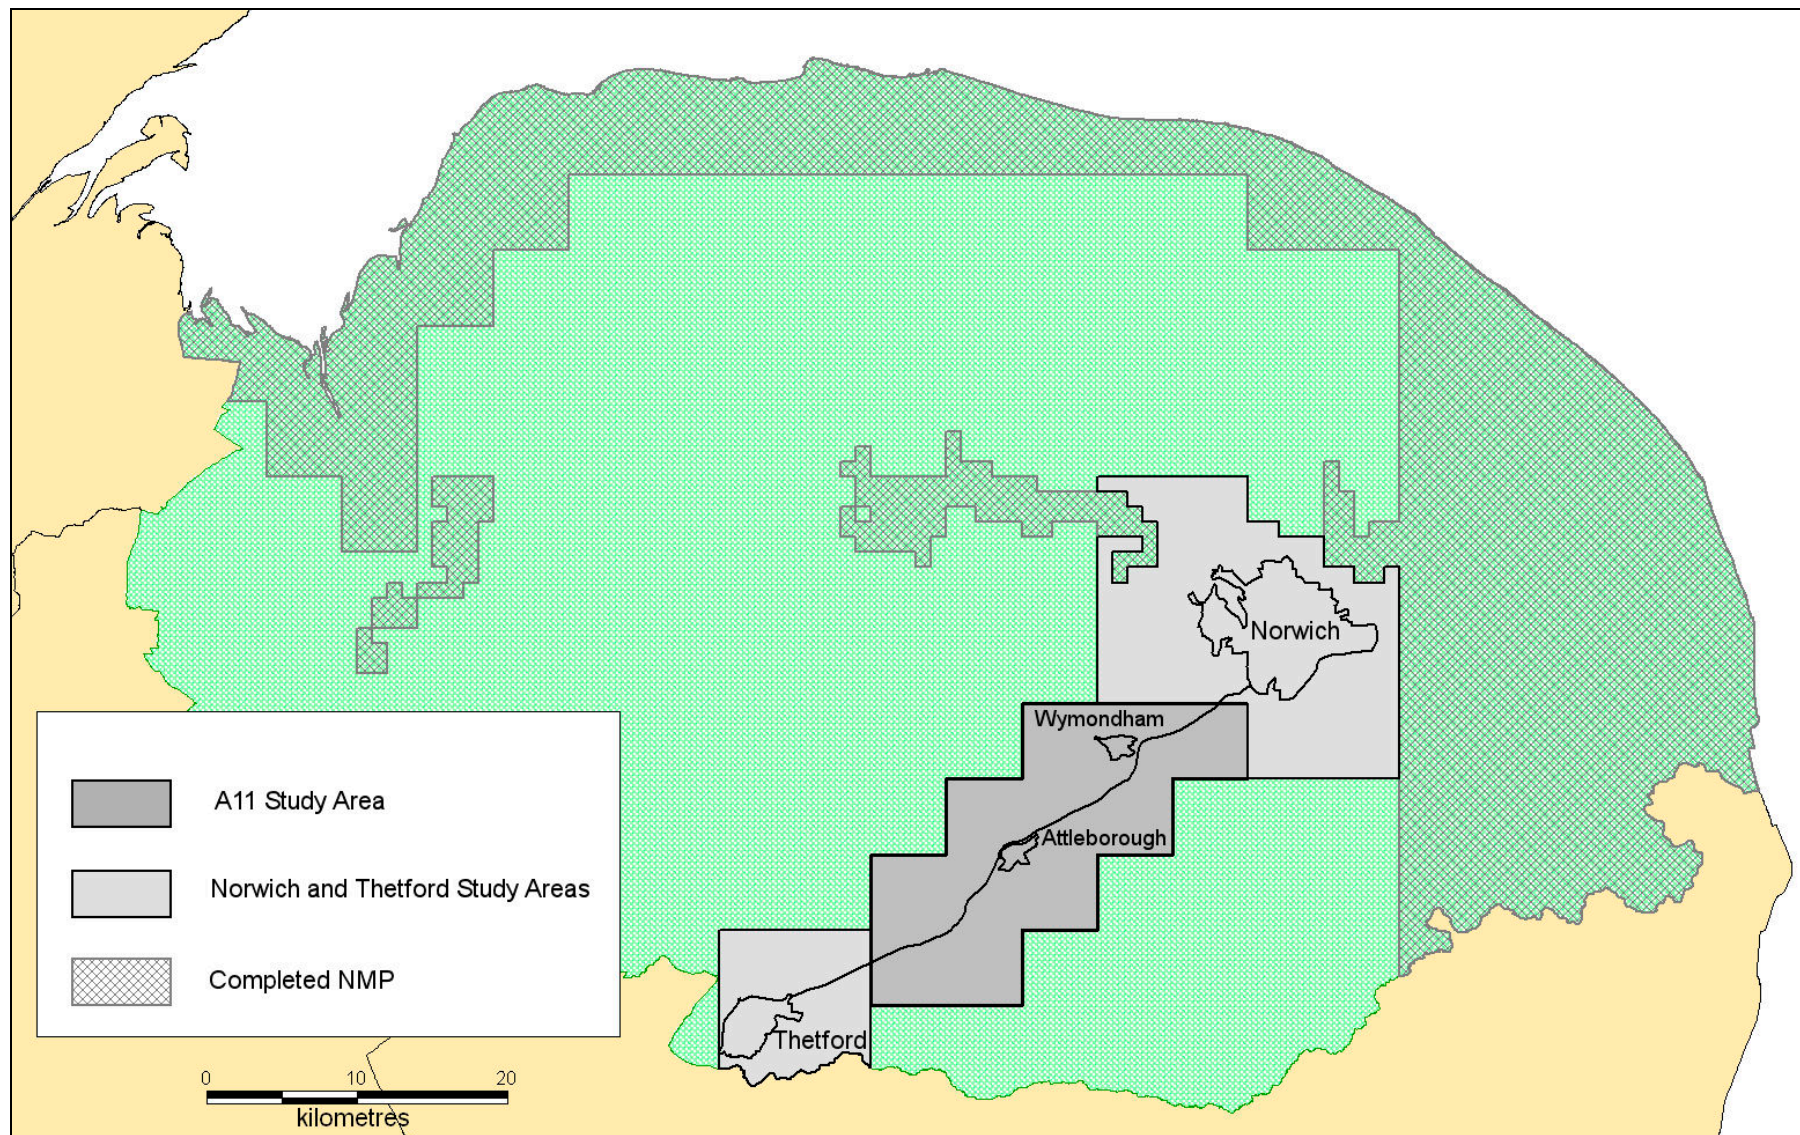 Norwich
Wymondham
Attleborough
Thetford
A11 Study Area
Norwich and Thetford Study Areas
Completed NMP
0 10 20
kilometres